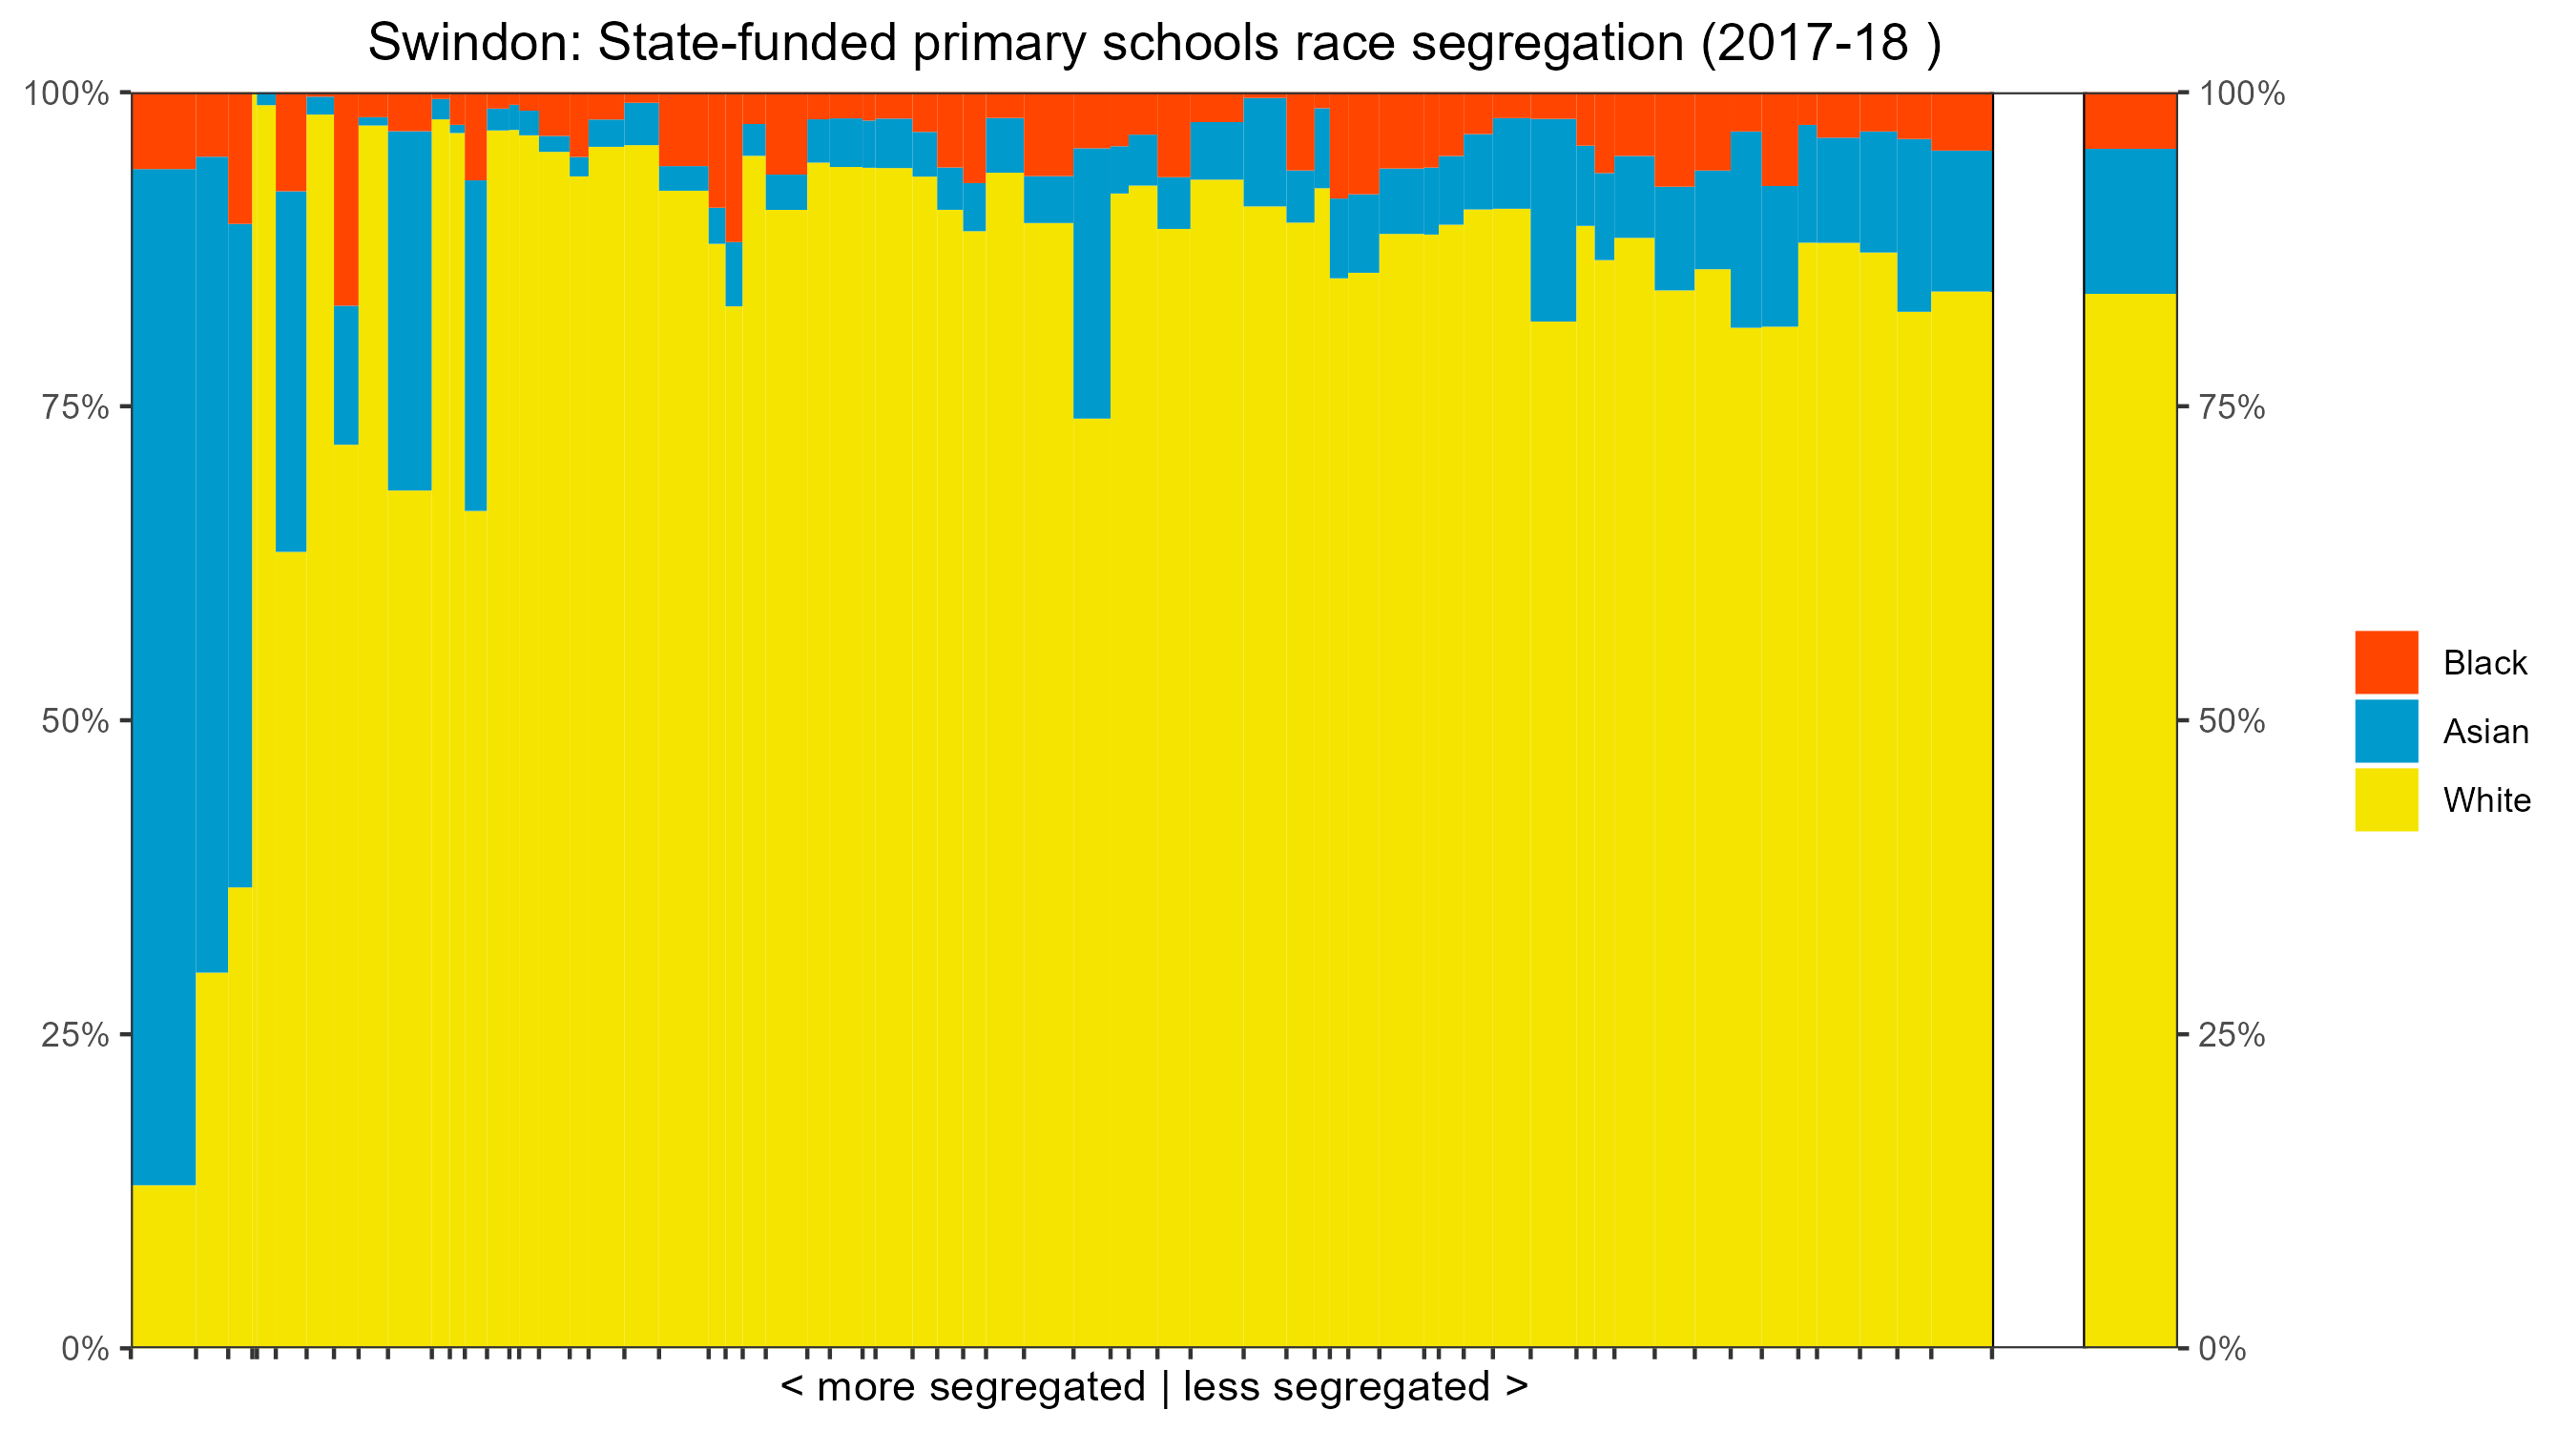 Swindon: State-funded primary schools race segregation (2017-18 )
100%
75%
50%
25%
0%
100%
75%
50%
25%
0%
Black
Asian
White
< more segregated | less segregated >